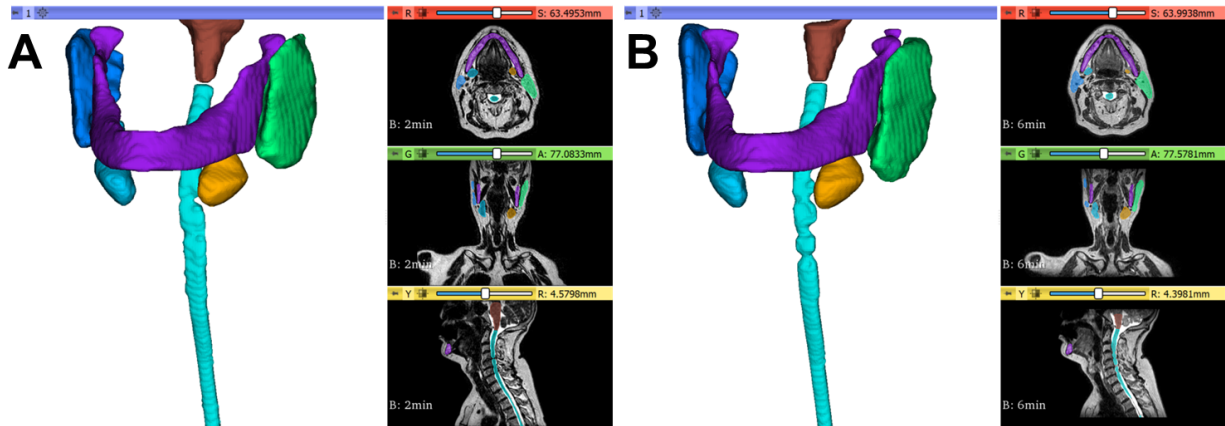 A
1
R S: 63.4953mm
B: 2min
G A: 77.0833mm
B: 2min
Y R: 4.5798mm
B: 2min
B
1
R S: 63.9938mm
B: 6min
G A: 77.5781mm
B: 6min
Y R: 4.3981mm
B: 6min